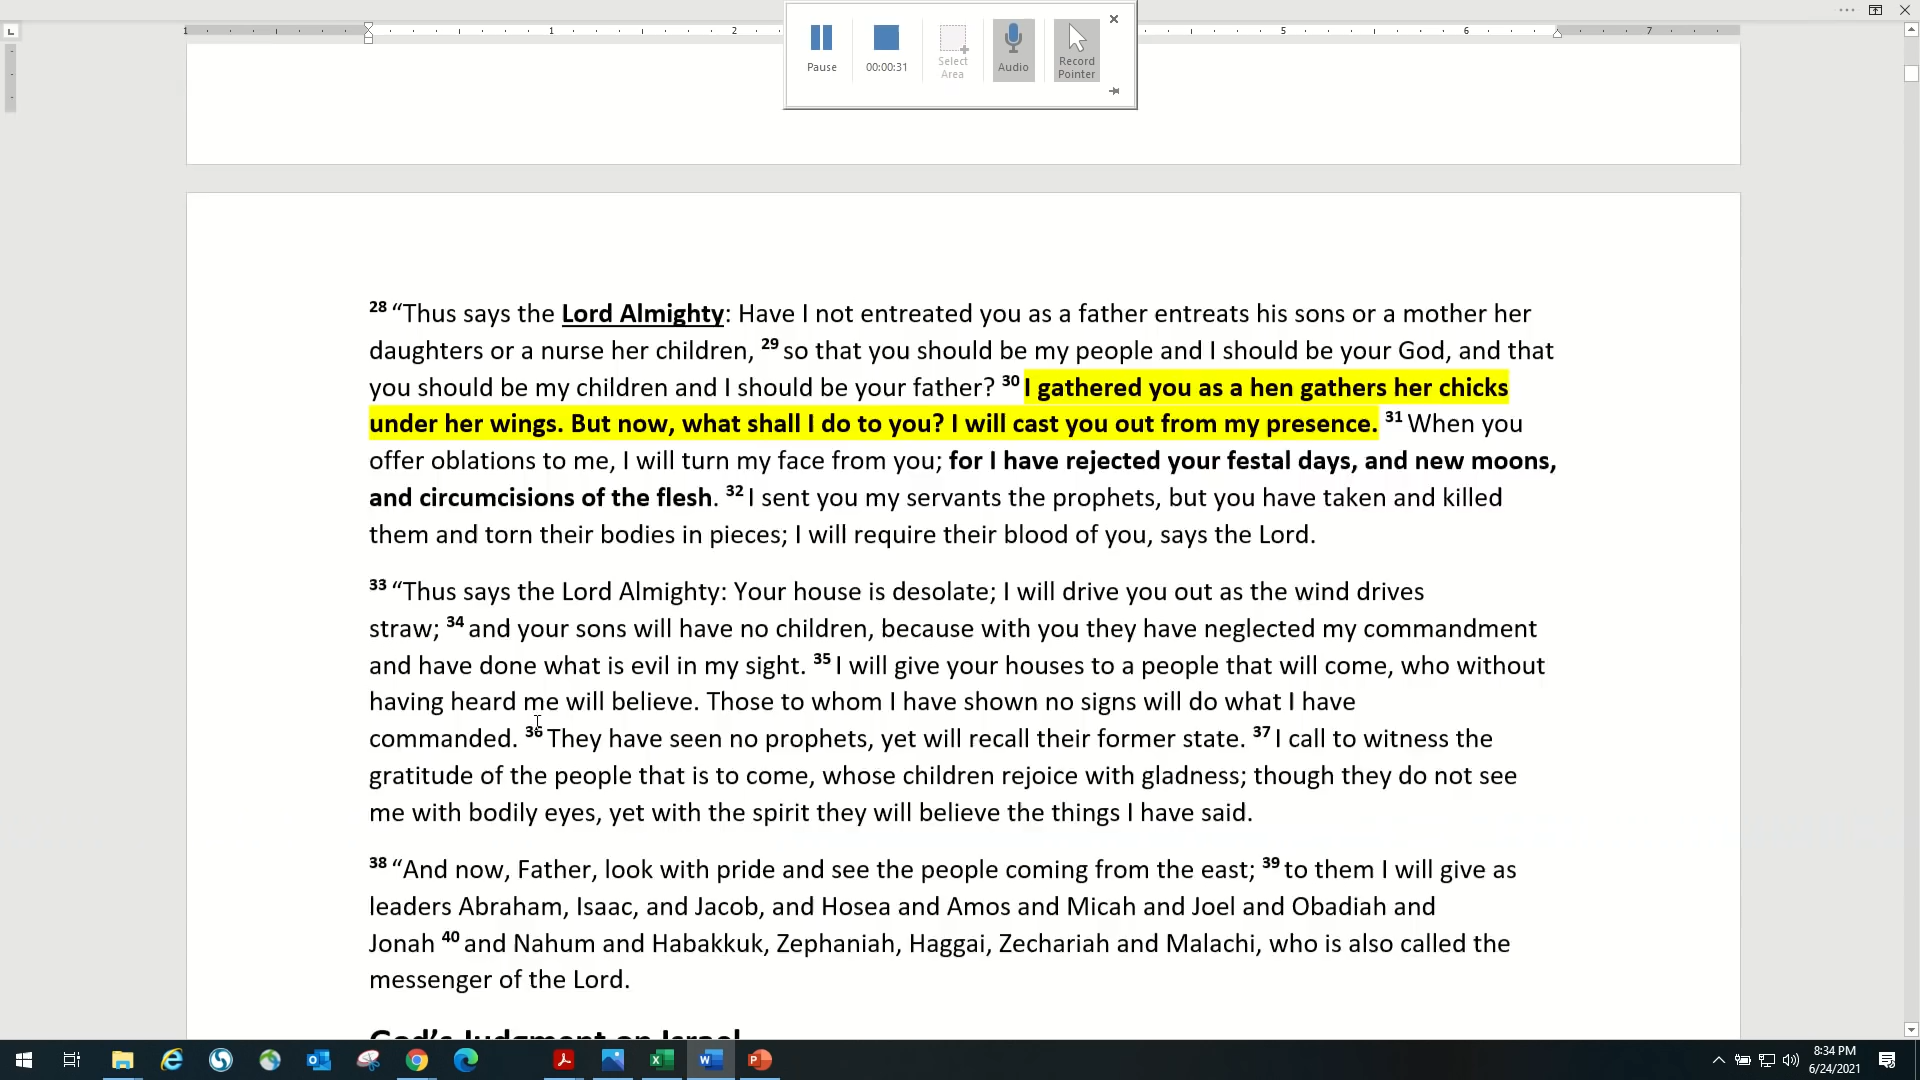 1 1 2 5 6 7
Pause
00:00:31
Select
Area
Audio
Record
Pointer
28 “Thus says the Lord Almighty: Have I not entreated you as a father entreats his sons or a mother her
daughters or a nurse her children, 29 so that you should be my people and I should be your God, and that
you should be my children and I should be your father? 30 I gathered you as a hen gathers her chicks
under her wings. But now, what shall I do to you? I will cast you out from my presence. 31 When you
offer oblations to me, I will turn my face from you; for I have rejected your festal days, and new moons,
and circumcisions of the flesh. 32 I sent you my servants the prophets, but you have taken and killed
them and torn their bodies in pieces; I will require their blood of you, says the Lord.
33 “Thus says the Lord Almighty: Your house is desolate; I will drive you out as the wind drives
straw; 34 and your sons will have no children, because with you they have neglected my commandment
and have done what is evil in my sight. 35 I will give your houses to a people that will come, who without
having heard me will believe. Those to whom I have shown no signs will do what I have
commanded. 36 They have seen no prophets, yet will recall their former state. 37 I call to witness the
gratitude of the people that is to come, whose children rejoice with gladness; though they do not see
me with bodily eyes, yet with the spirit they will believe the things I have said.
38 “And now, Father, look with pride and see the people coming from the east; 39 to them I will give as
leaders Abraham, Isaac, and Jacob, and Hosea and Amos and Micah and Joel and Obadiah and
Jonah 40 and Nahum and Habakkuk, Zephaniah, Haggai, Zechariah and Malachi, who is also called the
messenger of the Lord.
God’s Judgment on Israel
8:34 PM
6/24/2021